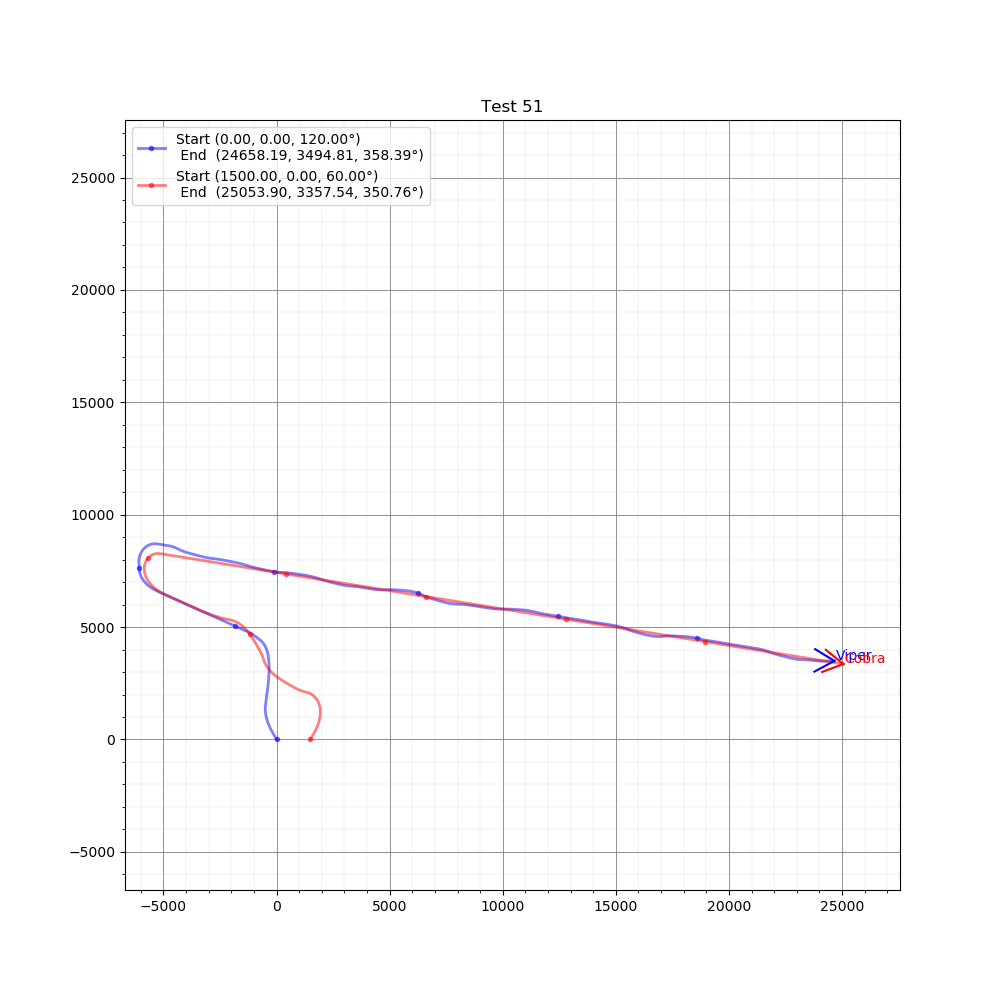 Test 51
Start (0.00, 0.00, 120.00°)
End (24658.19, 3494.81, 358.39°)
Start (1500.00, 0.00, 60.00°)
End (25053.90, 3357.54, 350.76°)
25000
20000
15000
10000
5000
0
−5000
Viper
Cobra
−5000 0 5000 10000 15000 20000 25000